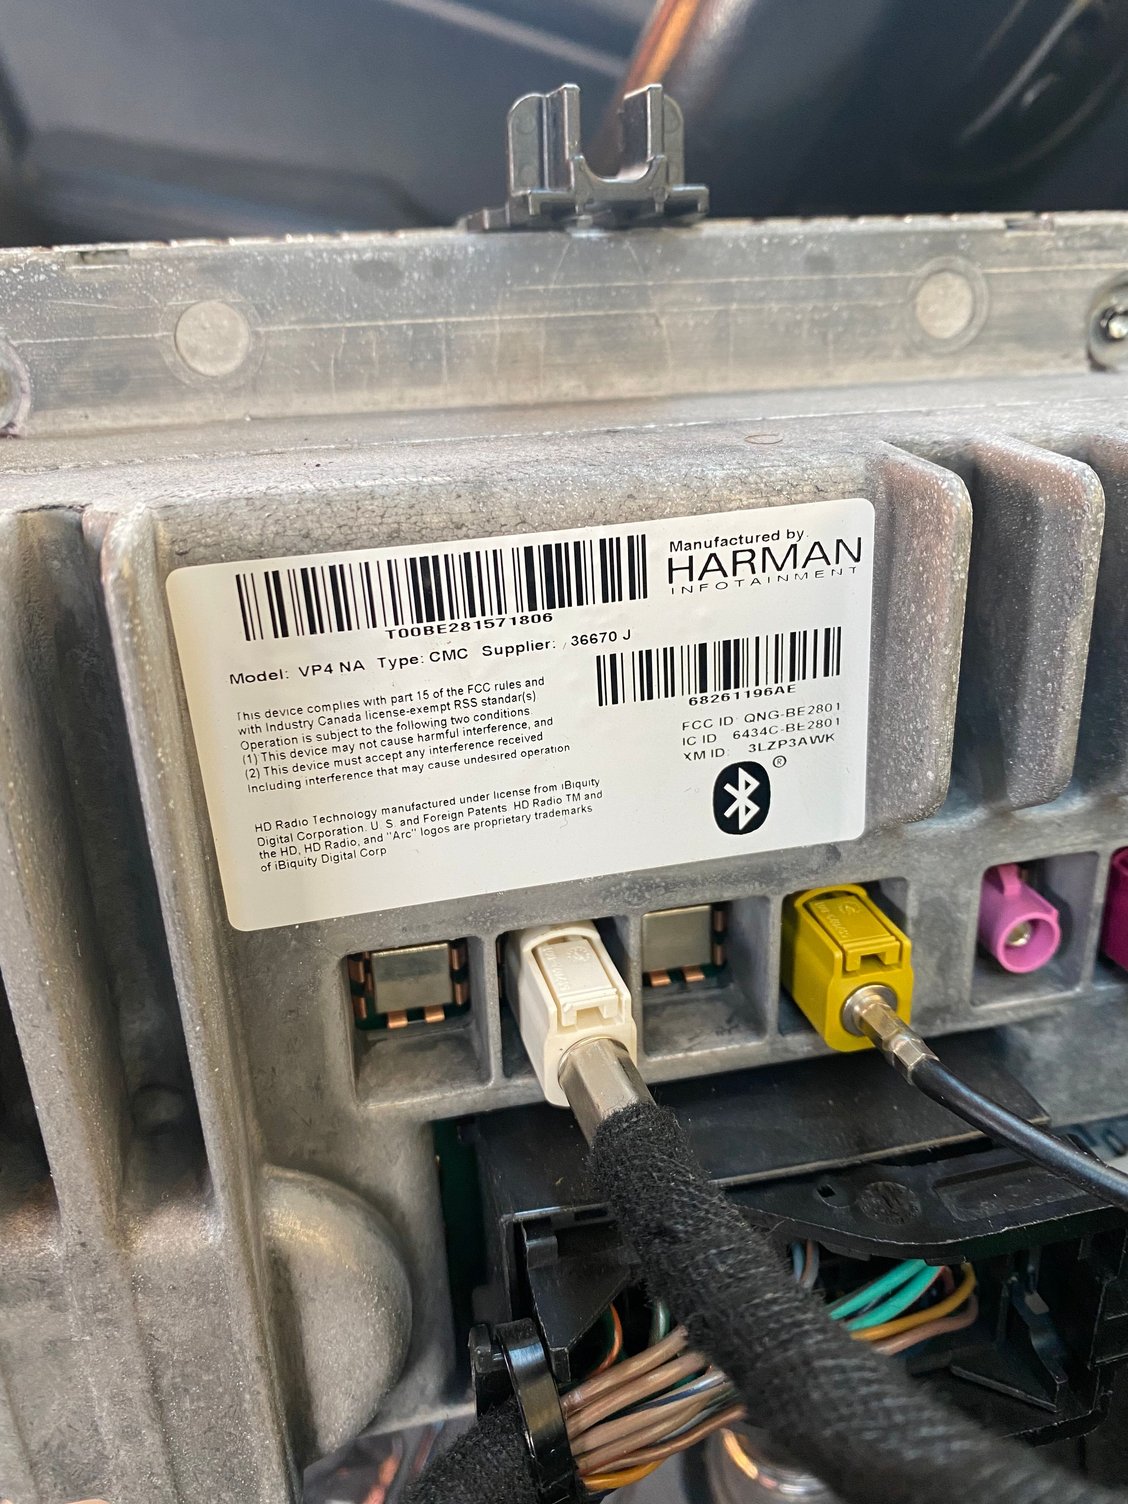 Manufactured by.
HARMAN
INFOTAINMENT
T00BE281571806
Model: VP4 NA Type: CMC Supplier: 36670 J
68261196AE
This device complies with part 15 of the FCC rules and
with Industry Canada license-exempt RSS standar(s)
Operation is subject to the following two conditions
(1) This device may not cause harmful interference, and
(2) This device must accept any interference received
Including interference that may cause undesired operation
FCC ID: QNG-BE2801
IC ID 6434C-BE2801
XM ID: 3LZP3AWK
®
HD Radio Technology manufactured under license from iBiquity
Digital Corporation. U.S. and Foreign Patents HD Radio TM and
the HD, HD Radio, and "Arc" logos are proprietary trademarks
of iBiquity Digital Corp